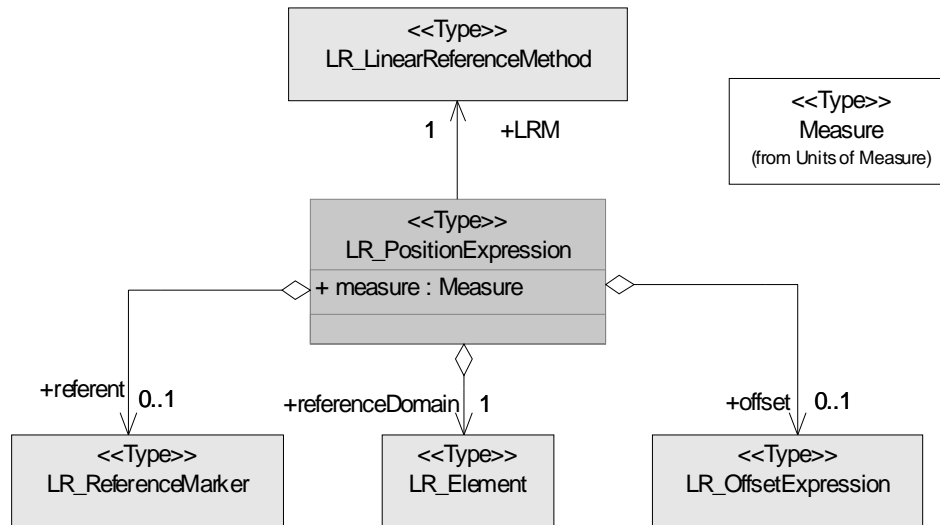 <<Type>>
LR_LinearReferenceMethod
<<Type>>
Measure
(from Units of Measure)
1 +LRM
<<Type>>
LR_PositionExpression
+ measure : Measure
+referent 0..1
+referenceDomain 1
+offset 0..1
<<Type>>
LR_ReferenceMarker
<<Type>>
LR_Element
<<Type>>
LR_OffsetExpression